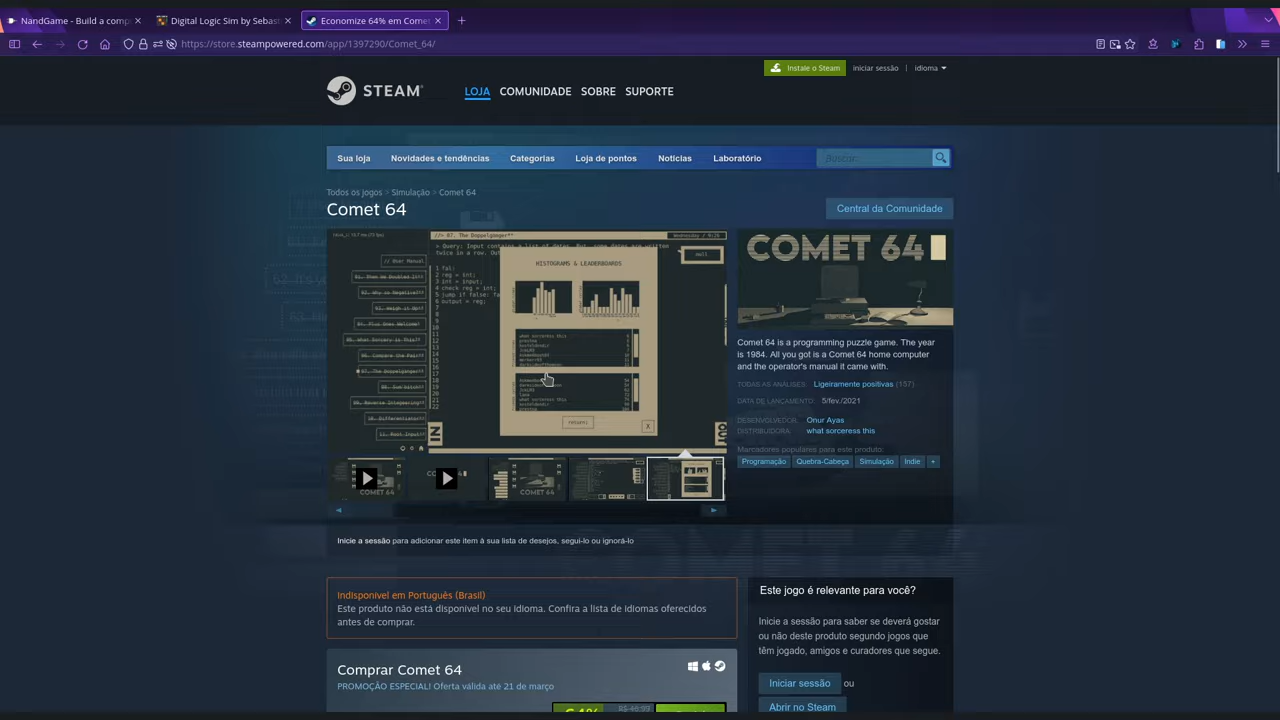 NandGame - Build a comp
Digital Logic Sim by Sebast
Economize 64% em Comet
https://store.steampowered.com/app/1397290/Comet_64/
Instale o Steam
iniciar sessão
|
idioma
STEAM
LOJA
COMUNIDADE
SOBRE
SUPORTE
Sua loja
Novidades e tendências
Categorias
Loja de pontos
Notícias
Laboratório
Buscar
Todos os jogos > Simulação > Comet 64
Comet 64
Central da Comunidade
HISTOGRAMS & LEADERBOARDS
COMET 64
Comet 64 is a programming puzzle game. The year
is 1984. All you got is a Comet 64 home computer
and the operator's manual it came with.
TODAS AS ANÁLISES:
Ligeiramente positivas (157)
DATA DE LANÇAMENTO:
5/fev./2021
DESENVOLVEDOR:
Onur Ayas
DISTRIBUIDORA:
what sorceress this
Marcadores populares para este produto:
Programação
Quebra-Cabeça
Simulação
Indie
+
Inicie a sessão para adicionar este item à sua lista de desejos, segui-lo ou ignorá-lo
Indisponível em Português (Brasil)
Este produto não está disponível no seu idioma. Confira a lista de idiomas oferecidos
antes de comprar.
Este jogo é relevante para você?
Inicie a sessão para saber se deverá gostar
ou não deste produto segundo jogos que
têm jogado, amigos e curadores que segue.
Iniciar sessão
ou
Abrir no Steam
Comprar Comet 64
PROMOÇÃO ESPECIAL! Oferta válida até 21 de março